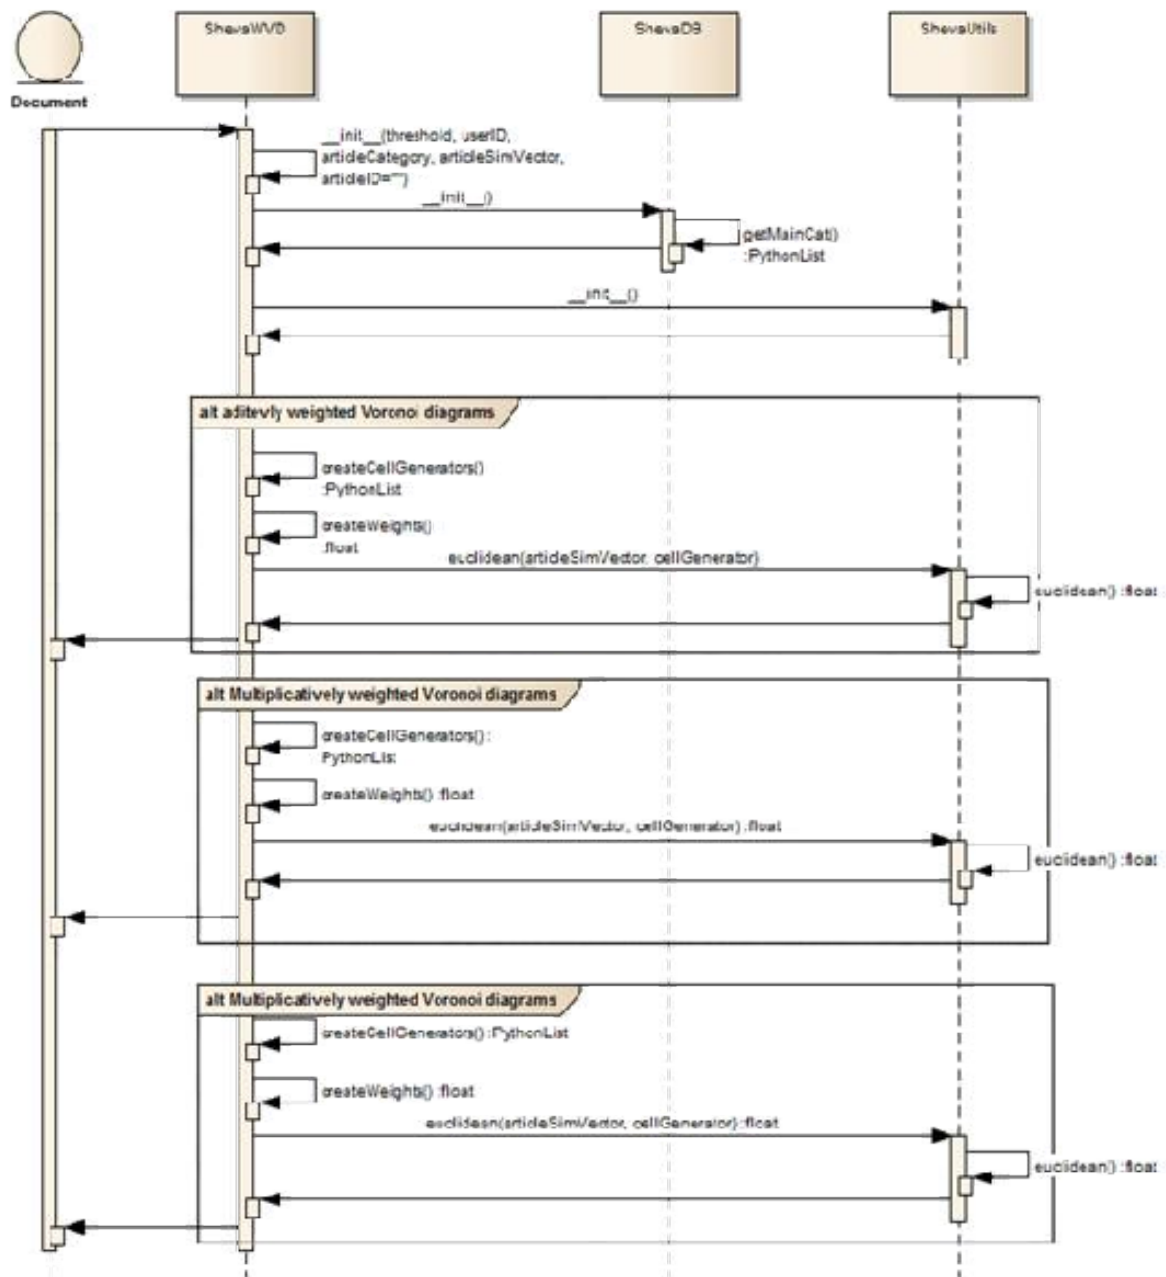 ShevaWVD
ShevaDB
ShevaUtils
Document
__init__(threshold, userID,
articleCategory, articleSimVector,
articleID="")
__init__()
getMainCat()
:PythonList
__init__()
alt aditevly weighted Voronoi diagrams
createCellGenerators()
:PythonList
createWeights()
:float
euclidean(articleSimVector, cellGenerator)
euclidean() :float
alt Multiplicatively weighted Voronoi diagrams
createCellGenerators() :
PythonList
createWeights() :float
euclidean(articleSimVector, cellGenerator) :float
euclidean() :float
alt Multiplicatively weighted Voronoi diagrams
createCellGenerators() :PythonList
createWeights() :float
euclidean(articleSimVector, cellGenerator) :float
euclidean() :float